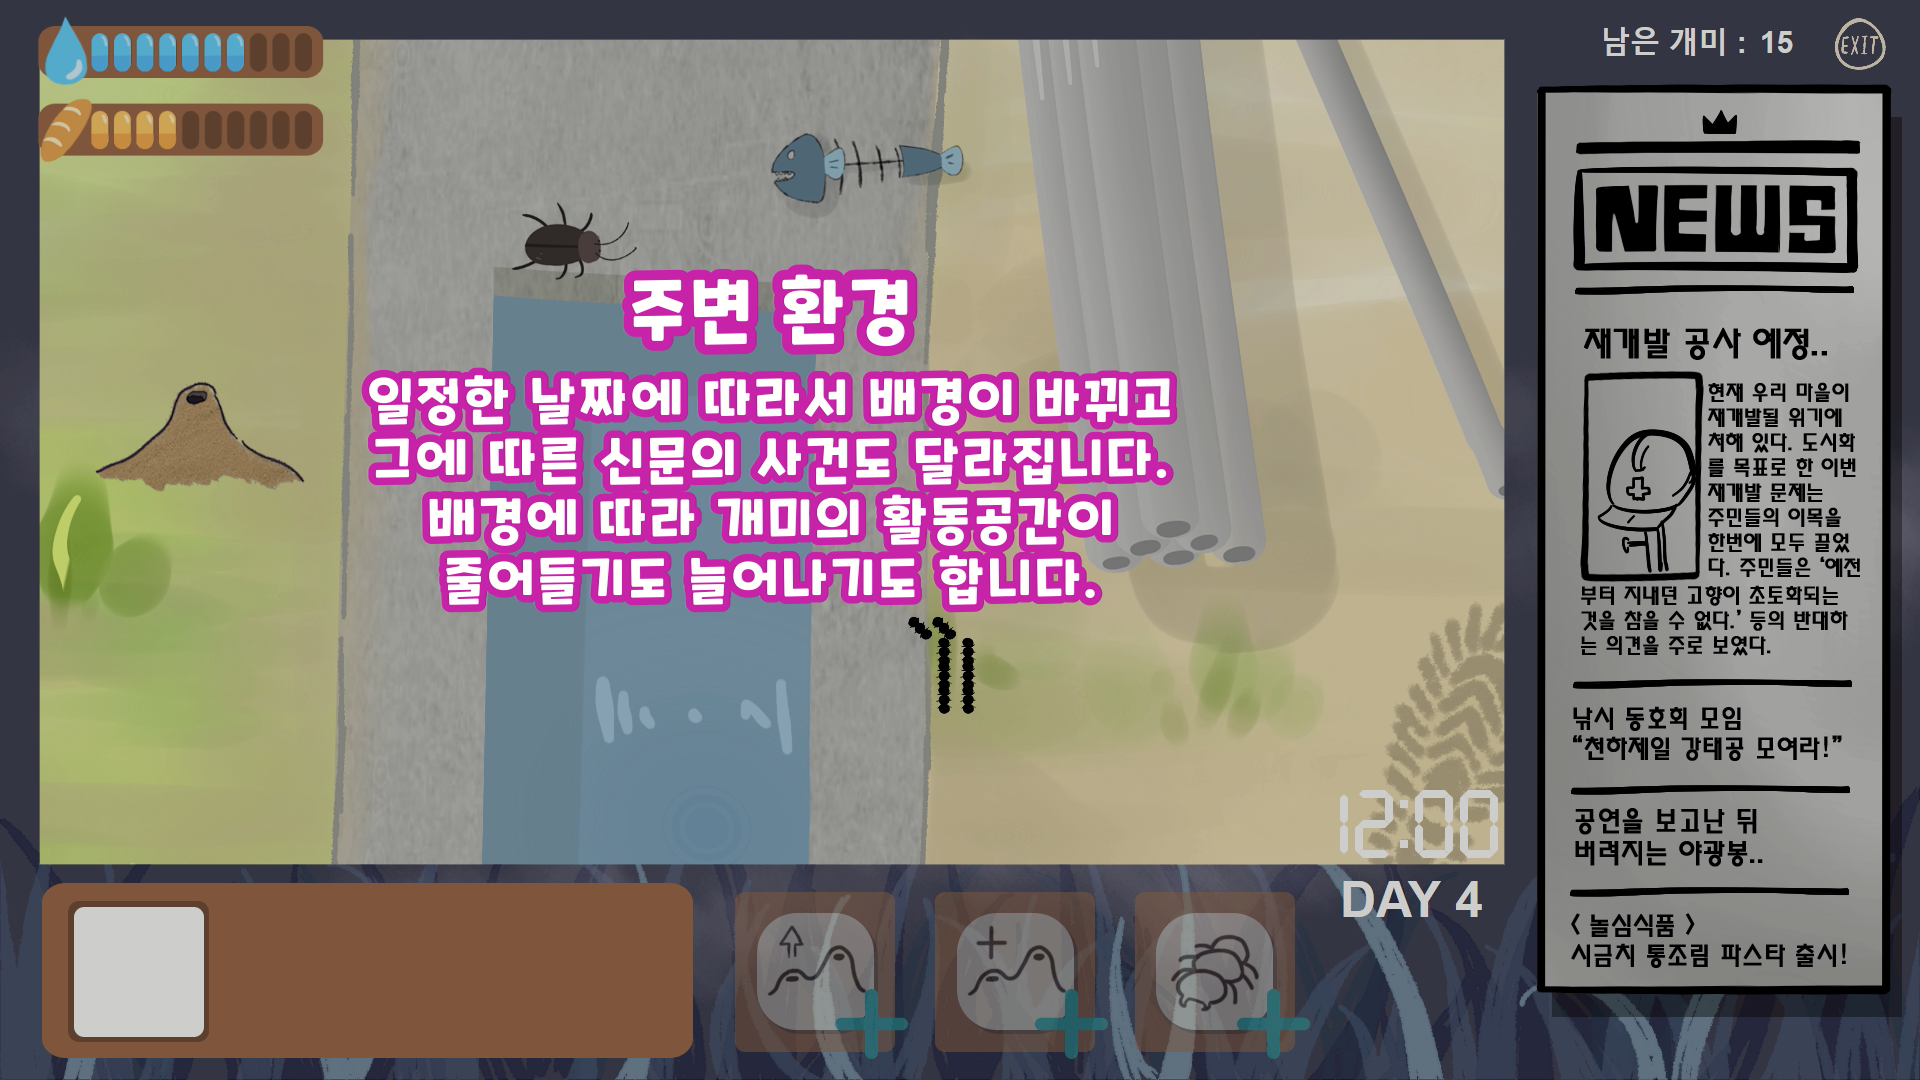 남은 개미 : 15
EXIT
주변 환경
일정한 날짜에 따라서 배경이 바뀌고
그에 따른 신문의 사건도 달라집니다.
배경에 따라 개미의 활동공간이
줄어들기도 늘어나기도 합니다.
12:00
DAY 4
NEWS
재개발 공사 예정..
현재 우리 마을이
재개발될 위기에
처해 있다. 도시화
를 목표로 한 이번
재개발 문제는
주민들의 이목을
한번에 모두 끌었
다. 주민들은 ‘예전
부터 지내던 고향이 초토화되는
것을 참을 수 없다.’ 등의 반대하
는 의견을 주로 보였다.
낚시 동호회 모임
“천하제일 강태공 모여라!”
공연을 보고난 뒤
버려지는 야광봉..
< 놀심식품 >
시금치 통조림 파스타 출시!